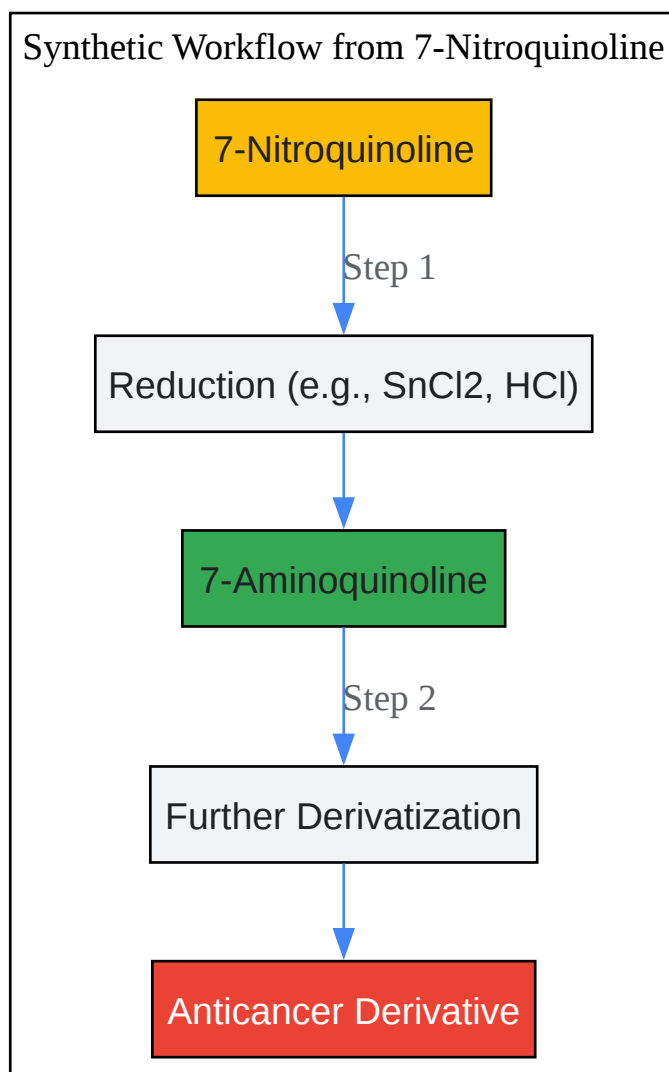 Synthetic Workflow from 7-Nitroquinoline
7-Nitroquinoline
Step 1
Reduction (e.g., SnCl2, HCl)
7-Aminoquinoline
Step 2
Further Derivatization
Anticancer Derivative